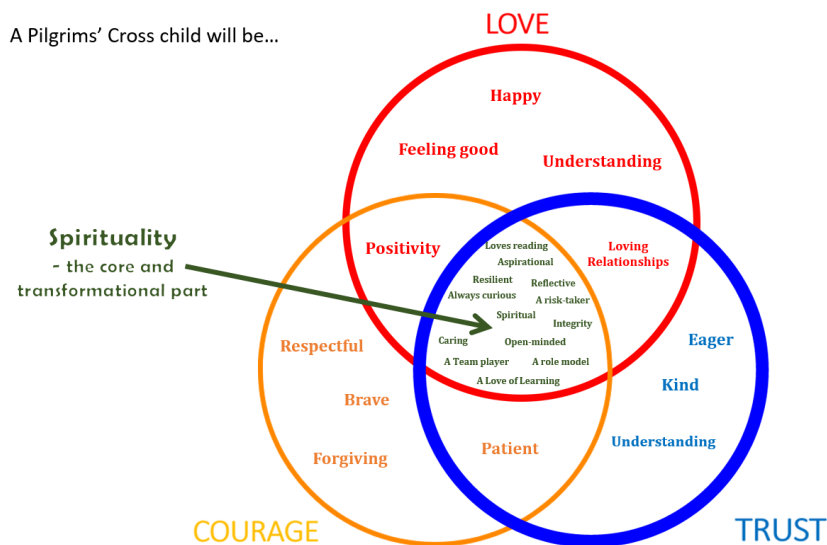 A Pilgrims' Cross child will be...
LOVE
Happy
Feeling good
Understanding
Spirituality
- the core and
transformational part
Positivity
Loves reading
Aspirational
Resilient
Reflective
Always curious
A risk-taker
Spiritual
Integrity
Caring
Open-minded
A Team player
A role model
A Love of Learning
Loving
Relationships
Respectful
Brave
Forgiving
Patient
Eager
Kind
Understanding
COURAGE
TRUST